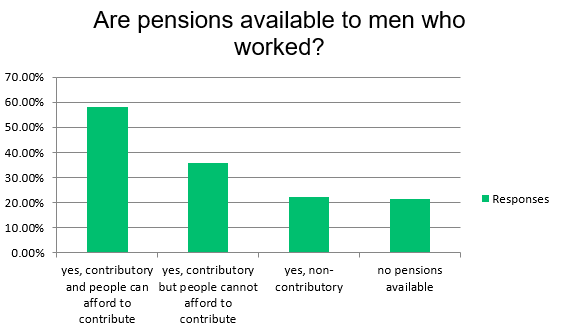 Are pensions available to men who
worked?
70.00%
60.00%
50.00%
40.00%
30.00%
20.00%
10.00%
0.00%
yes, contributory
and people can
afford to
contribute
yes, contributory
but people cannot
afford to
contribute
yes, non-
contributory
no pensions
available
Responses